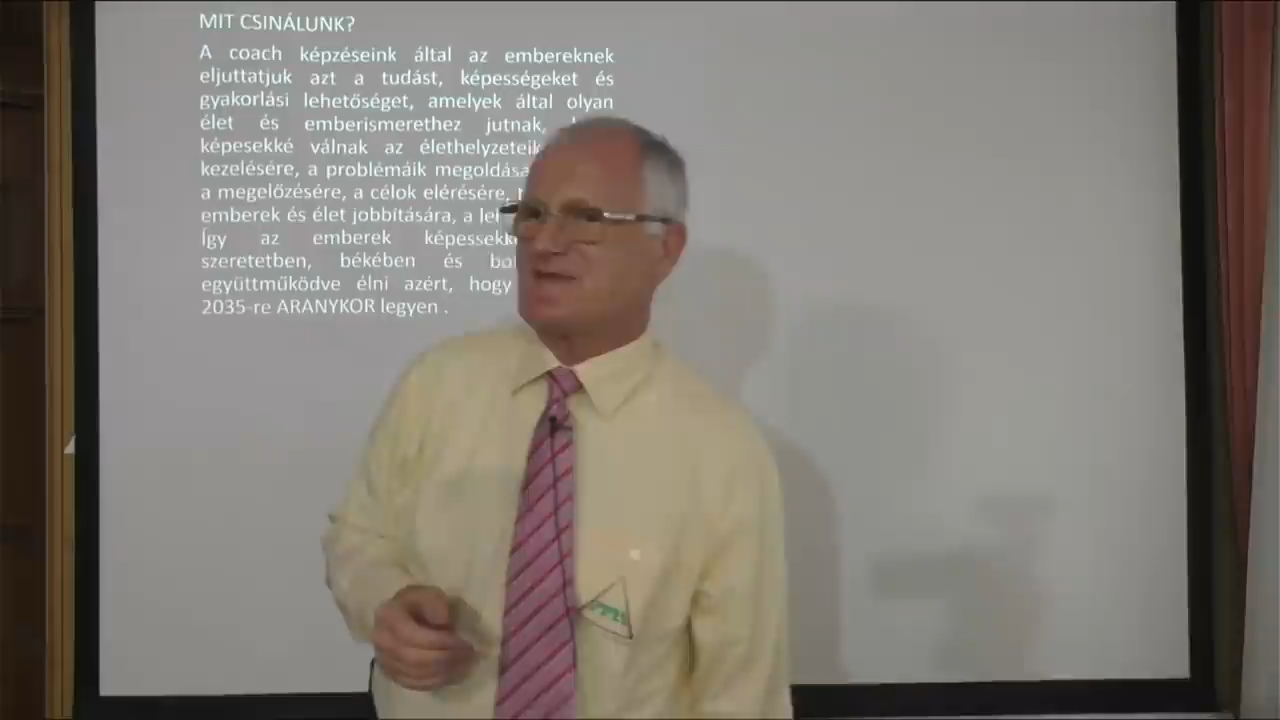 MIT CSINÁLUNK?
A coach képzéseink által az embereknek
eljuttatjuk azt a tudást, képességeket és
gyakorlási lehetőséget, amelyek által olyan
élet és emberismerethez jutnak,
képesekké válnak az élethelyzeteik
kezelésére, a problémáik
a megelőzésére, a célok elérésére,
emberek és élet jobbítására, a
Így az emberek
szeretetben, békében és
együttműködve élni azért, hogy
2035-re ARANYKOR legyen .